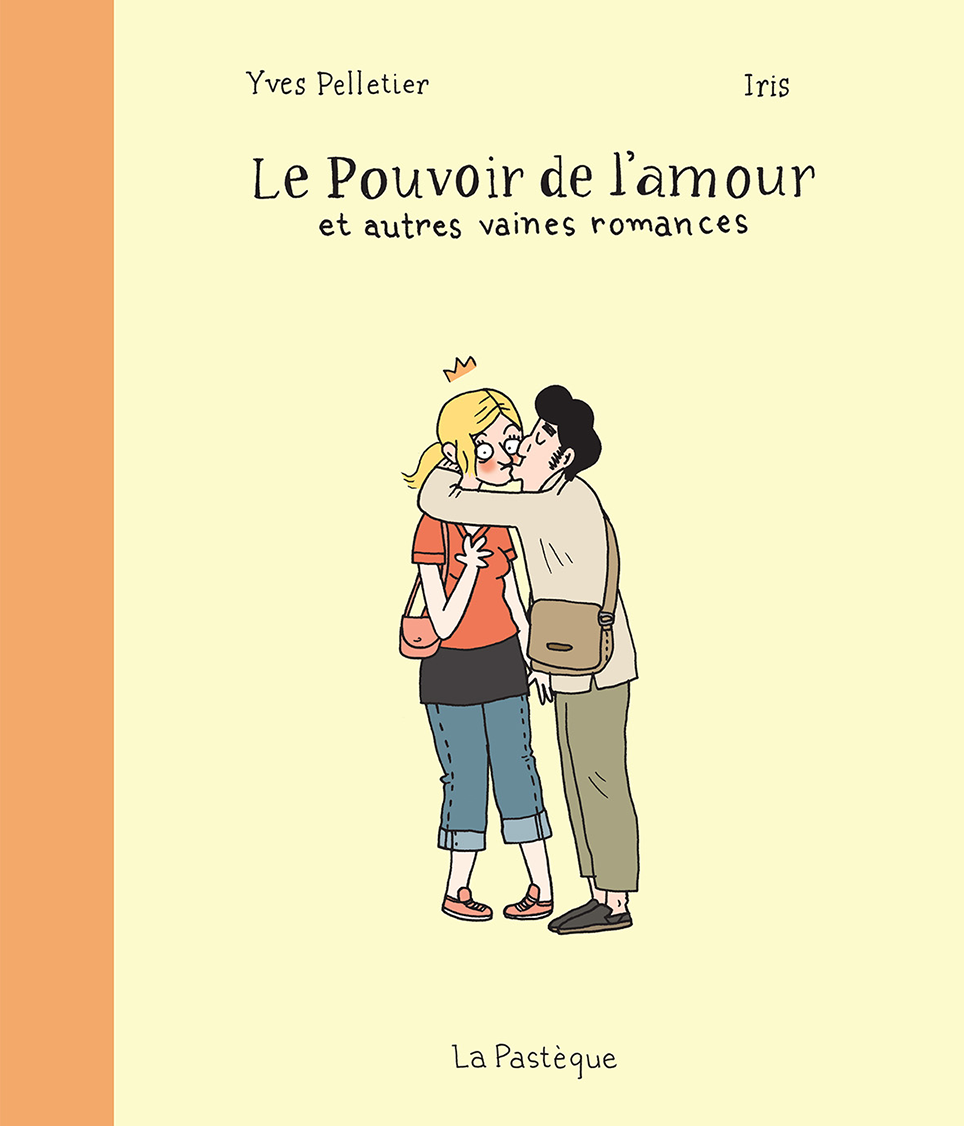 Yves Pelletier Iris
Le Pouvoir de l'amour
et autres vaines romances
La Pastèque